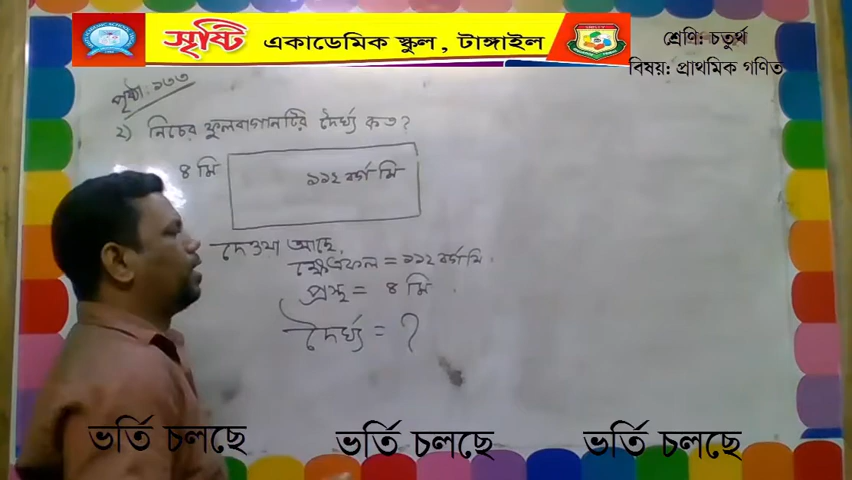 সৃষ্টি একাডেমিক স্কুল, টাঙ্গাইল
শ্রেণি: চতুর্থ
বিষয়: প্রাথমিক গণিত
পৃষ্ঠা: ১৩৩
২) নিচের ফুলবাগানটির দৈর্ঘ্য কত?
৪ মি
১১২ বর্গ মি
দেওয়া আছে,
ক্ষেত্রফল = ১১২ বর্গ মি.
প্রস্থ = ৪ মি.
দৈর্ঘ্য = ?
ভর্তি চলছে ভর্তি চলছে ভর্তি চলছে